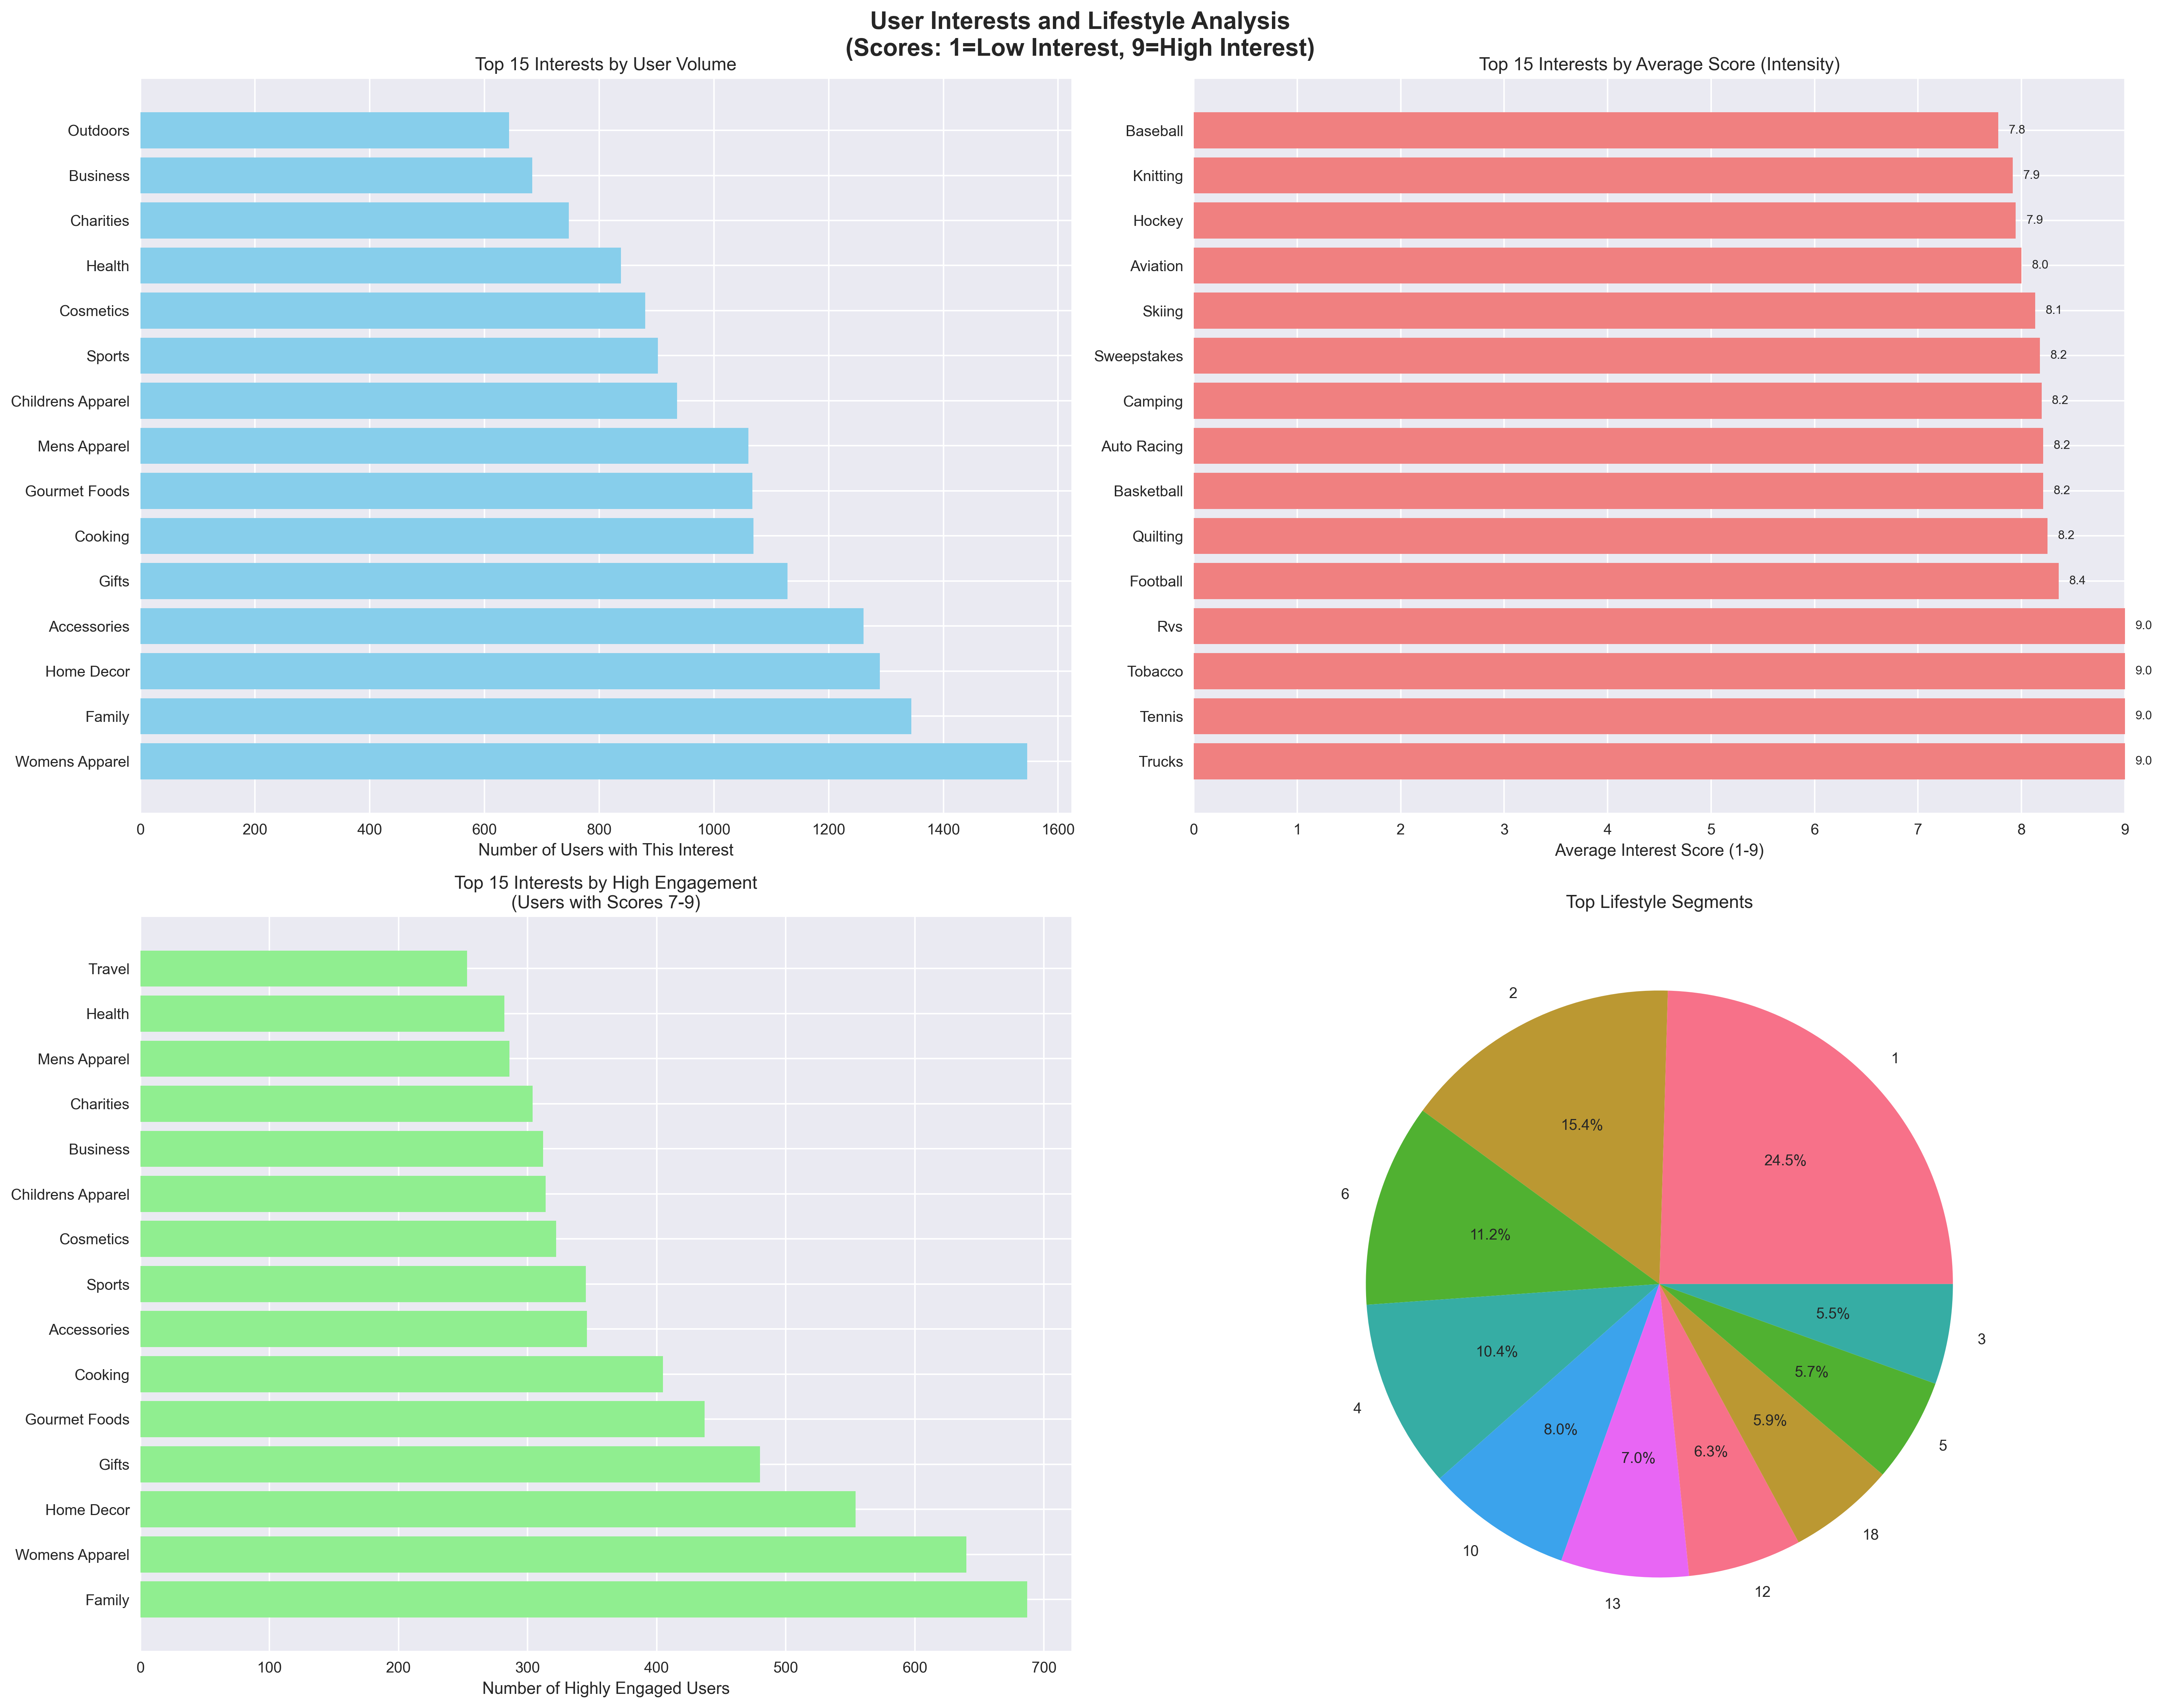 User Interests and Lifestyle Analysis
(Scores: 1=Low Interest, 9=High Interest)
Top 15 Interests by User Volume
Outdoors
Business
Charities
Health
Cosmetics
Sports
Childrens Apparel
Mens Apparel
Gourmet Foods
Cooking
Gifts
Accessories
Home Decor
Family
Womens Apparel
0 200 400 600 800 1000 1200 1400 1600
Number of Users with This Interest
Top 15 Interests by Average Score (Intensity)
Baseball 7.8
Knitting 7.9
Hockey 7.9
Aviation 8.0
Skiing 8.1
Sweepstakes 8.2
Camping 8.2
Auto Racing 8.2
Basketball 8.2
Quilting 8.2
Football 8.4
Rvs 9.0
Tobacco 9.0
Tennis 9.0
Trucks 9.0
0 1 2 3 4 5 6 7 8 9
Average Interest Score (1-9)
Top 15 Interests by High Engagement
(Users with Scores 7-9)
Travel
Health
Mens Apparel
Charities
Business
Childrens Apparel
Cosmetics
Sports
Accessories
Cooking
Gourmet Foods
Gifts
Home Decor
Womens Apparel
Family
0 100 200 300 400 500 600 700
Number of Highly Engaged Users
Top Lifestyle Segments
1 24.5%
2 15.4%
6 11.2%
4 10.4%
10 8.0%
13 7.0%
12 6.3%
18 5.9%
5 5.7%
3 5.5%